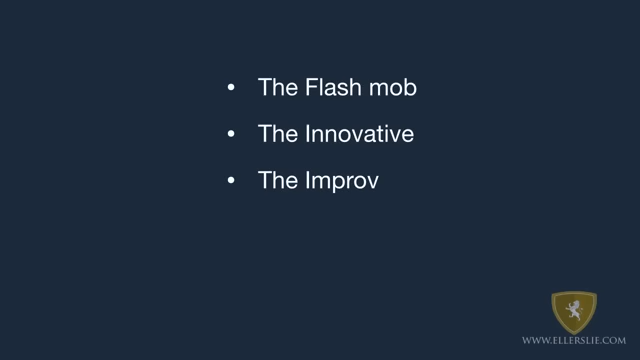 • The Flash mob
• The Innovative
• The Improv
WWW.ELLERSLIE.COM